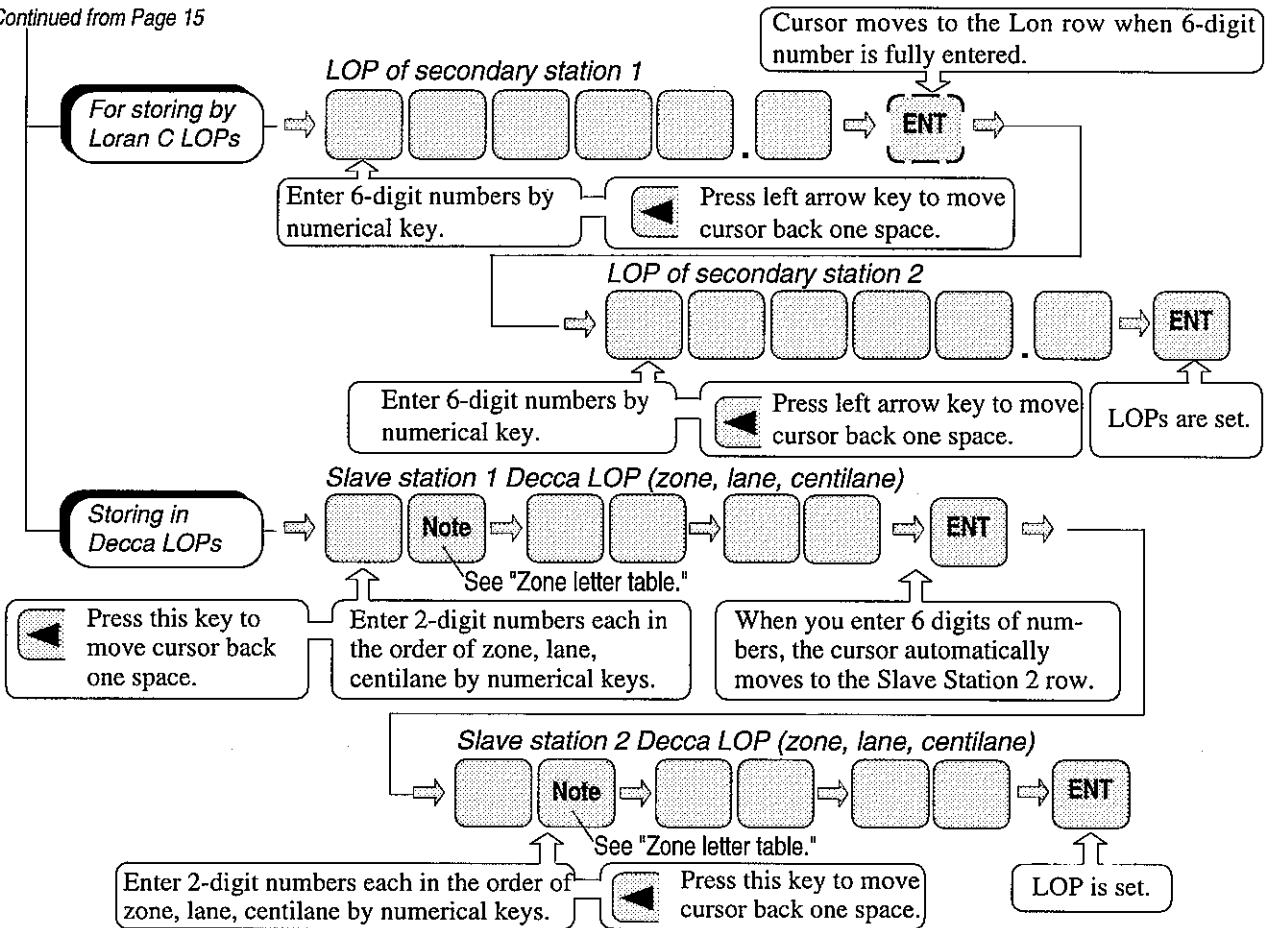 Continued from Page 15
Cursor moves to the Lon row when 6-digit
number is fully entered.
For storing by
Loran C LOPs
LOP of secondary station 1
.
ENT
Enter 6-digit numbers by
numerical key.
Press left arrow key to move
cursor back one space.
LOP of secondary station 2
.
ENT
Enter 6-digit numbers by
numerical key.
Press left arrow key to move
cursor back one space.
LOPs are set.
Storing in
Decca LOPs
Slave station 1 Decca LOP (zone, lane, centilane)
Note
ENT
See "Zone letter table."
Press this key to
move cursor back
one space.
Enter 2-digit numbers each in
the order of zone, lane,
centilane by numerical keys.
When you enter 6 digits of num-
bers, the cursor automatically
moves to the Slave Station 2 row.
Slave station 2 Decca LOP (zone, lane, centilane)
Note
ENT
See "Zone letter table."
Enter 2-digit numbers each in the order of
zone, lane, centilane by numerical keys.
Press this key to move
cursor back one space.
LOP is set.